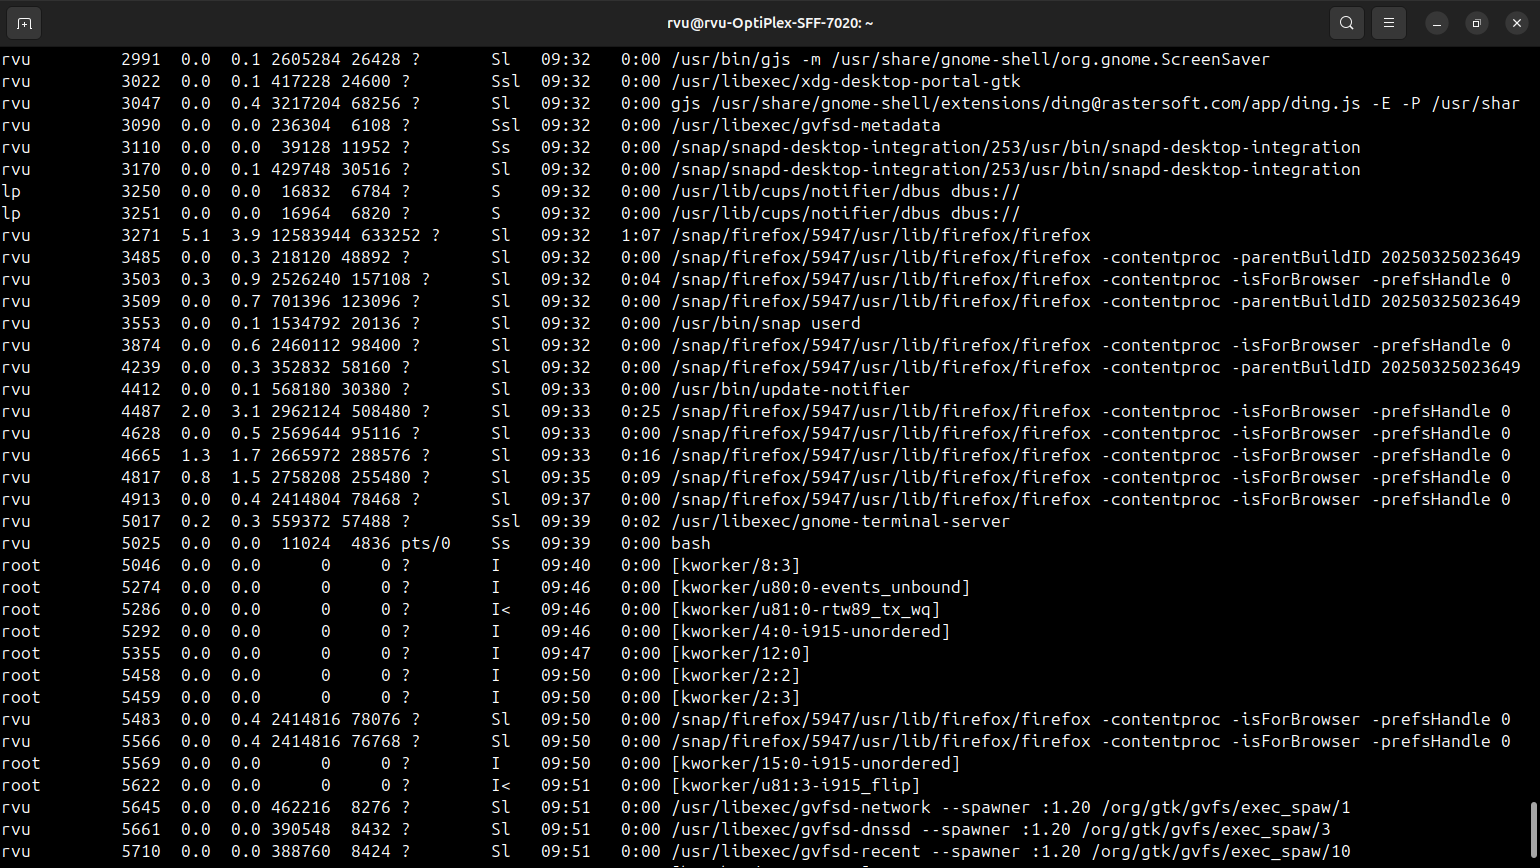 rvu@rvu-OptiPlex-SFF-7020: ~
rvu         2991  0.0  0.1 2605284 26428 ?       Sl   09:32   0:00 /usr/bin/gjs -m /usr/share/gnome-shell/org.gnome.ScreenSaver
rvu         3022  0.0  0.1 417228 24600 ?        Ssl  09:32   0:00 /usr/libexec/xdg-desktop-portal-gtk
rvu         3047  0.0  0.4 3217204 68256 ?       Sl   09:32   0:00 gjs /usr/share/gnome-shell/extensions/ding@rastersoft.com/app/ding.js -E -P /usr/shar
rvu         3090  0.0  0.0 236304  6108 ?        Ssl  09:32   0:00 /usr/libexec/gvfsd-metadata
rvu         3110  0.0  0.0  39128 11952 ?        Ss   09:32   0:00 /snap/snapd-desktop-integration/253/usr/bin/snapd-desktop-integration
rvu         3170  0.0  0.1 429748 30516 ?        Sl   09:32   0:00 /snap/snapd-desktop-integration/253/usr/bin/snapd-desktop-integration
lp          3250  0.0  0.0  16832  6784 ?        S    09:32   0:00 /usr/lib/cups/notifier/dbus dbus://
lp          3251  0.0  0.0  16964  6820 ?        S    09:32   0:00 /usr/lib/cups/notifier/dbus dbus://
rvu         3271  5.1  3.9 12583944 633252 ?     Sl   09:32   1:07 /snap/firefox/5947/usr/lib/firefox/firefox
rvu         3485  0.0  0.3 218120 48892 ?        Sl   09:32   0:00 /snap/firefox/5947/usr/lib/firefox/firefox -contentproc -parentBuildID 20250325023649
rvu         3503  0.3  0.9 2526240 157108 ?      Sl   09:32   0:04 /snap/firefox/5947/usr/lib/firefox/firefox -contentproc -isForBrowser -prefsHandle 0
rvu         3509  0.0  0.7 701396 123096 ?       Sl   09:32   0:00 /snap/firefox/5947/usr/lib/firefox/firefox -contentproc -parentBuildID 20250325023649
rvu         3553  0.0  0.1 1534792 20136 ?       Sl   09:32   0:00 /usr/bin/snap userd
rvu         3874  0.0  0.6 2460112 98400 ?       Sl   09:32   0:00 /snap/firefox/5947/usr/lib/firefox/firefox -contentproc -isForBrowser -prefsHandle 0
rvu         4239  0.0  0.3 352832 58160 ?        Sl   09:32   0:00 /snap/firefox/5947/usr/lib/firefox/firefox -contentproc -parentBuildID 20250325023649
rvu         4412  0.0  0.1 568180 30380 ?        Sl   09:33   0:00 /usr/bin/update-notifier
rvu         4487  2.0  3.1 2962124 508480 ?      Sl   09:33   0:25 /snap/firefox/5947/usr/lib/firefox/firefox -contentproc -isForBrowser -prefsHandle 0
rvu         4628  0.0  0.5 2569644 95116 ?       Sl   09:33   0:00 /snap/firefox/5947/usr/lib/firefox/firefox -contentproc -isForBrowser -prefsHandle 0
rvu         4665  1.3  1.7 2665972 288576 ?      Sl   09:33   0:16 /snap/firefox/5947/usr/lib/firefox/firefox -contentproc -isForBrowser -prefsHandle 0
rvu         4817  0.8  1.5 2758208 255480 ?      Sl   09:35   0:09 /snap/firefox/5947/usr/lib/firefox/firefox -contentproc -isForBrowser -prefsHandle 0
rvu         4913  0.0  0.4 2414804 78468 ?       Sl   09:37   0:00 /snap/firefox/5947/usr/lib/firefox/firefox -contentproc -isForBrowser -prefsHandle 0
rvu         5017  0.2  0.3 559372 57488 ?        Ssl  09:39   0:02 /usr/libexec/gnome-terminal-server
rvu         5025  0.0  0.0  11024  4836 pts/0    Ss   09:39   0:00 bash
root        5046  0.0  0.0      0     0 ?        I    09:40   0:00 [kworker/8:3]
root        5274  0.0  0.0      0     0 ?        I    09:46   0:00 [kworker/u80:0-events_unbound]
root        5286  0.0  0.0      0     0 ?        I<   09:46   0:00 [kworker/u81:0-rtw89_tx_wq]
root        5292  0.0  0.0      0     0 ?        I    09:46   0:00 [kworker/4:0-i915-unordered]
root        5355  0.0  0.0      0     0 ?        I    09:47   0:00 [kworker/12:0]
root        5458  0.0  0.0      0     0 ?        I    09:50   0:00 [kworker/2:2]
root        5459  0.0  0.0      0     0 ?        I    09:50   0:00 [kworker/2:3]
rvu         5483  0.0  0.4 2414816 78076 ?       Sl   09:50   0:00 /snap/firefox/5947/usr/lib/firefox/firefox -contentproc -isForBrowser -prefsHandle 0
rvu         5566  0.0  0.4 2414816 76768 ?       Sl   09:50   0:00 /snap/firefox/5947/usr/lib/firefox/firefox -contentproc -isForBrowser -prefsHandle 0
root        5569  0.0  0.0      0     0 ?        I    09:50   0:00 [kworker/15:0-i915-unordered]
root        5622  0.0  0.0      0     0 ?        I<   09:51   0:00 [kworker/u81:3-i915_flip]
rvu         5645  0.0  0.0 462216  8276 ?        Sl   09:51   0:00 /usr/libexec/gvfsd-network --spawner :1.20 /org/gtk/gvfs/exec_spaw/1
rvu         5661  0.0  0.0 390548  8432 ?        Sl   09:51   0:00 /usr/libexec/gvfsd-dnssd --spawner :1.20 /org/gtk/gvfs/exec_spaw/3
rvu         5710  0.0  0.0 388760  8424 ?        Sl   09:51   0:00 /usr/libexec/gvfsd-recent --spawner :1.20 /org/gtk/gvfs/exec_spaw/10